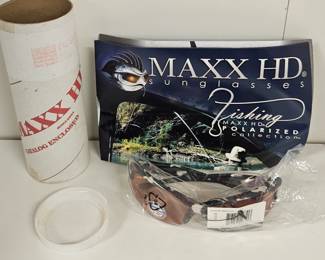 MAXX HD
CATALOG ENCLOSED
MAXX HD®
sunglasses
Fishing
MAXX HD®
POLARIZED
collection